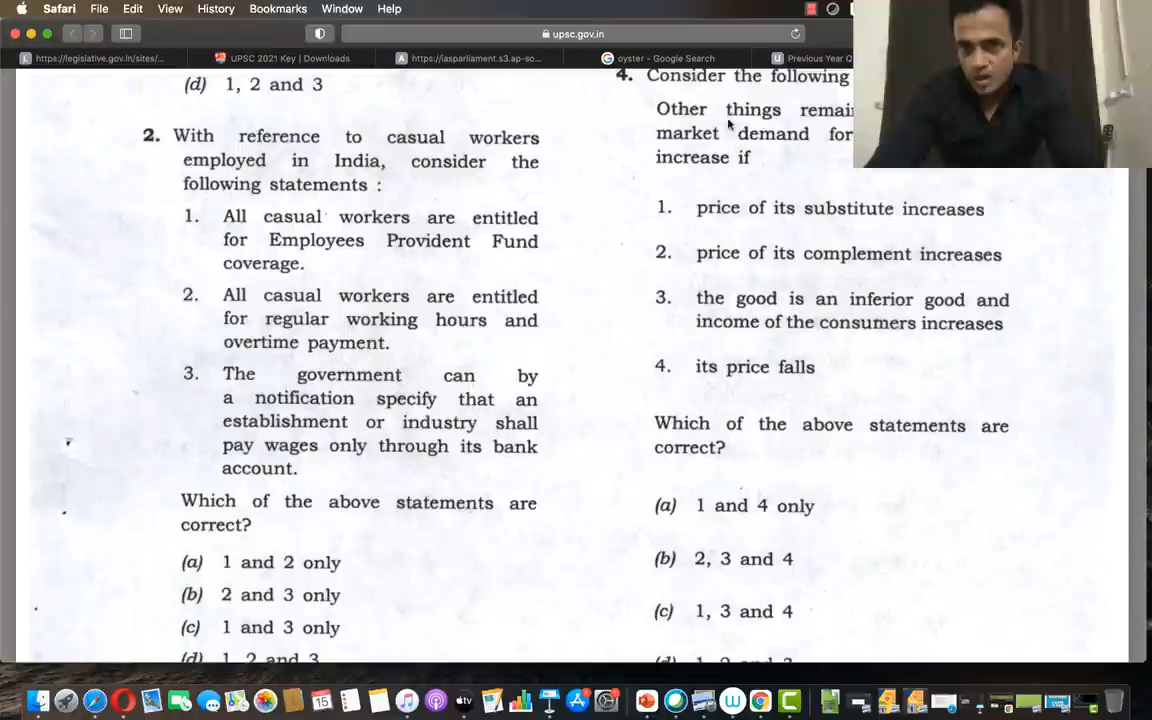 Safari File Edit View History Bookmarks Window Help
upsc.gov.in
https://legislative.gov.in/sites/...
UPSC 2021 Key | Downloads
https://iasparliament.s3.ap-so...
oyster - Google Search
Previous Year Q
(d) 1, 2 and 3
2. With reference to casual workers
employed in India, consider the
following statements :
1. All casual workers are entitled
for Employees Provident Fund
coverage.
2. All casual workers are entitled
for regular working hours and
overtime payment.
3. The government can by
a notification specify that an
establishment or industry shall
pay wages only through its bank
account.
Which of the above statements are
correct?
(a) 1 and 2 only
(b) 2 and 3 only
(c) 1 and 3 only
(d) 1, 2 and 3
4. Consider the following
Other things remai
market demand for
increase if
1. price of its substitute increases
2. price of its complement increases
3. the good is an inferior good and
income of the consumers increases
4. its price falls
Which of the above statements are
correct?
(a) 1 and 4 only
(b) 2, 3 and 4
(c) 1, 3 and 4
tv
15